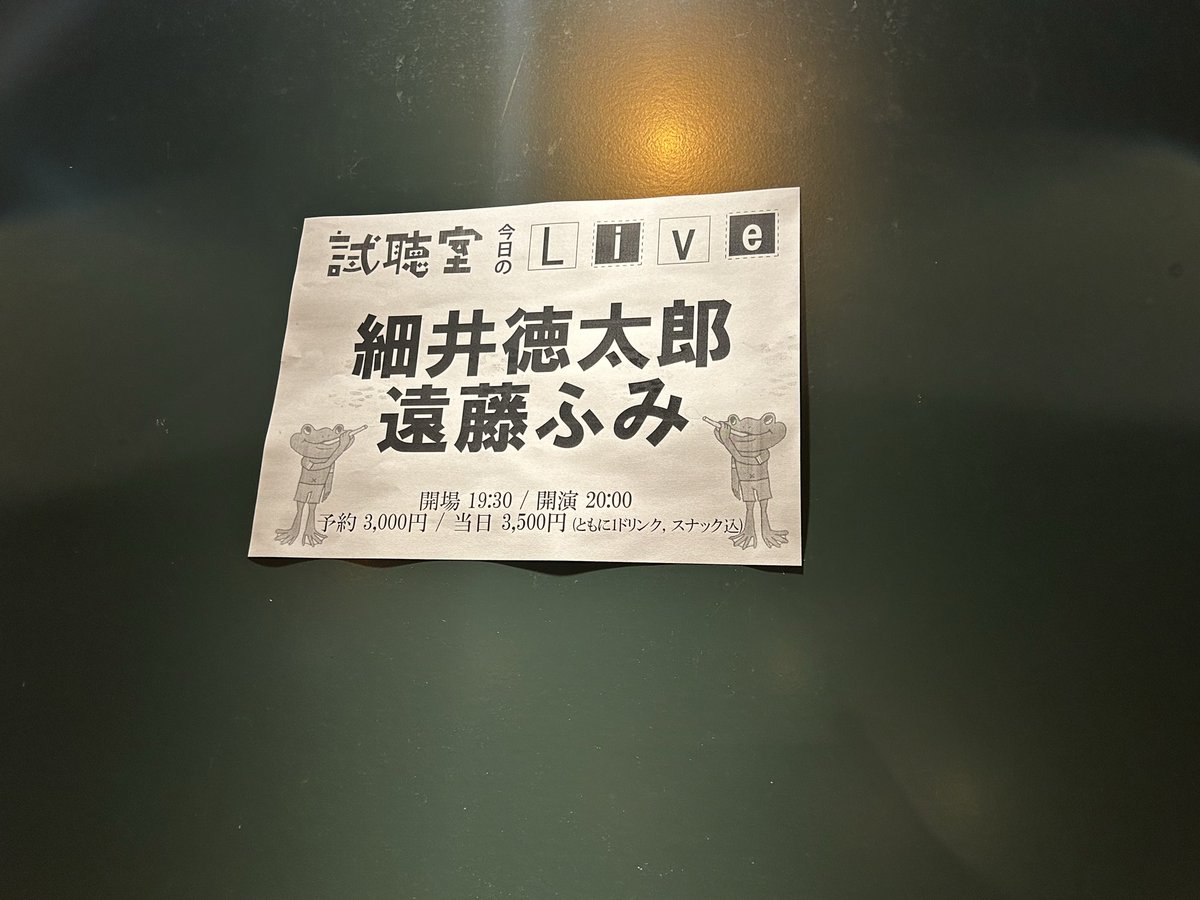 試聴室 今日の Live
細井徳太郎
遠藤ふみ
開場 19:30 / 開演 20:00
予約 3,000円 / 当日 3,500円 (ともに1ドリンク, スナック込)